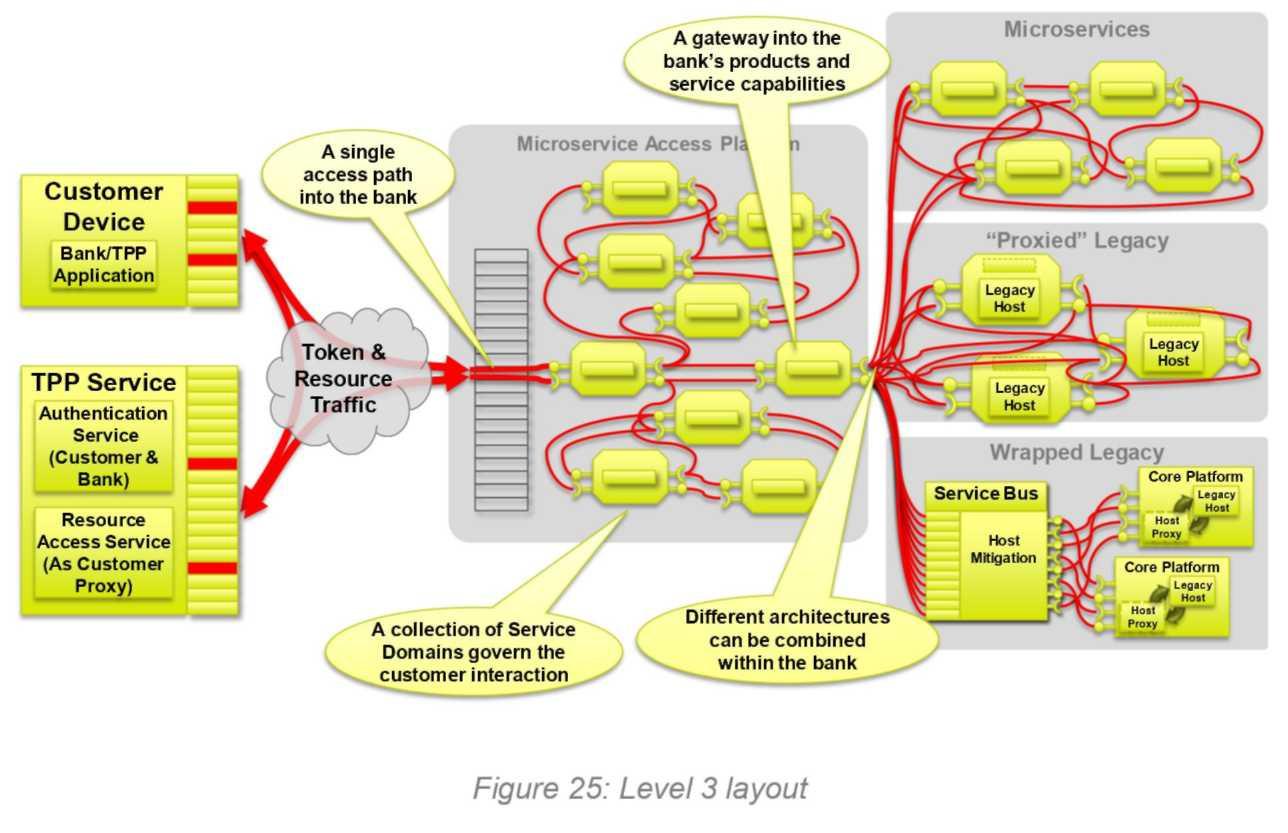 Customer
Device
Bank/TPP
Application
TPP Service
Authentication
Service
(Customer &
Bank)
Resource
Access Service
(As Customer
Proxy)
Token &
Resource
Traffic
A single
access path
into the bank
Microservice Access Platform
A gateway into the
bank's products and
service capabilities
A collection of Service
Domains govern the
customer interaction
Different architectures
can be combined
within the bank
Microservices
“Proxied” Legacy
Legacy
Host
Legacy
Host
Legacy
Host
Wrapped Legacy
Service Bus
Host
Mitigation
Core Platform
Legacy
Host
Host
Proxy
Core Platform
Legacy
Host
Host
Proxy
Figure 25: Level 3 layout